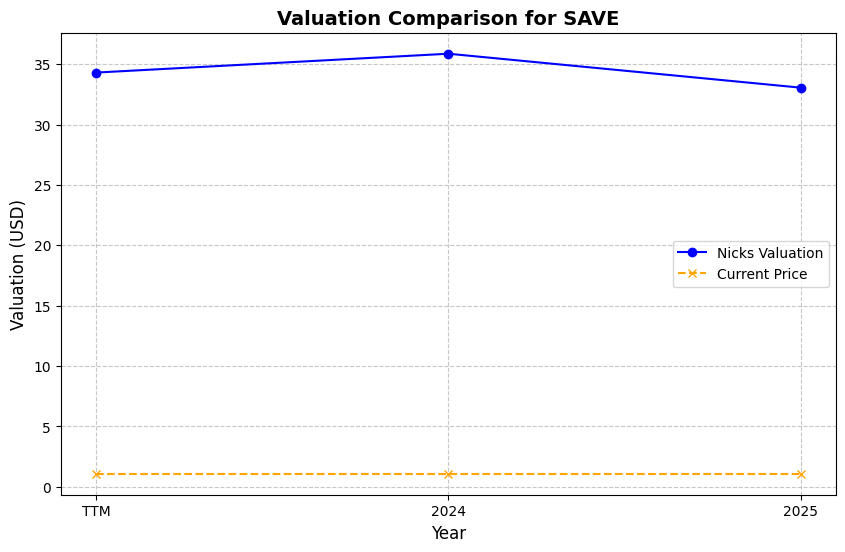 Valuation Comparison for SAVE
Valuation (USD)
35
30
25
20
15
10
5
0
Nicks Valuation
Current Price
TTM
2024
2025
Year